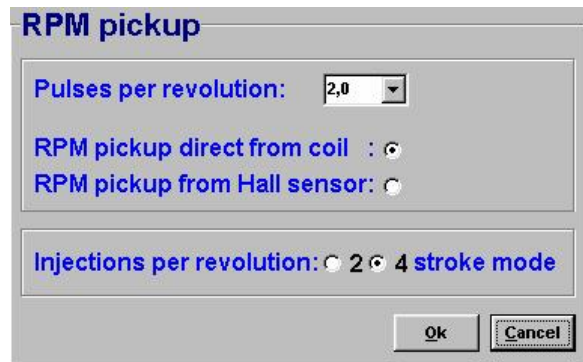 RPM pickup
Pulses per revolution: 2,0
RPM pickup direct from coil :
RPM pickup from Hall sensor:
Injections per revolution: 2 4 stroke mode
Ok Cancel